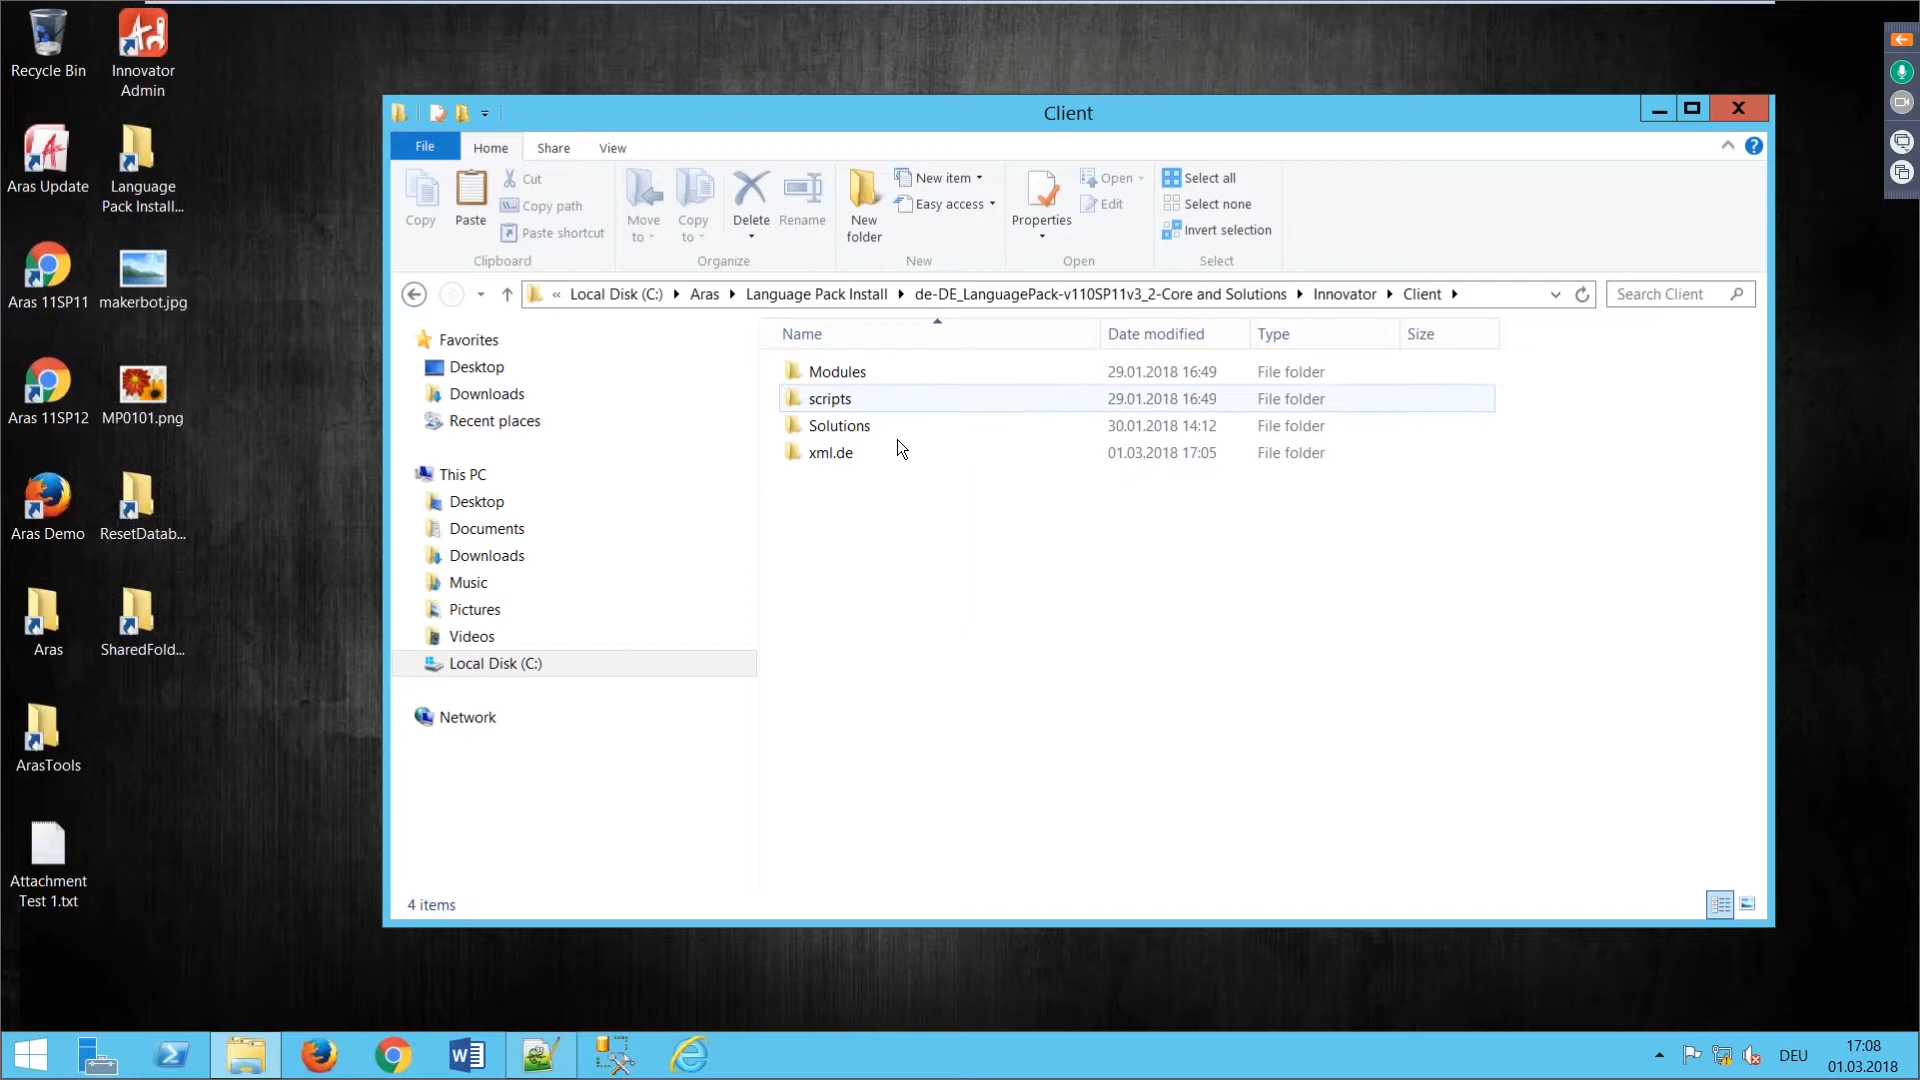 Recycle Bin
Innovator
Admin
Aras Update
Language
Pack Install...
Aras 11SP11
makerbot.jpg
Aras 11SP12
MP0101.png
Aras Demo
ResetDatab...
Aras
SharedFold...
ArasTools
Attachment
Test 1.txt
Client
File
Home
Share
View
Copy
Paste
Cut
Copy path
Paste shortcut
Clipboard
Move
to
Copy
to
Delete
Rename
Organize
New
folder
New item
Easy access
New
Properties
Open
Edit
Open
Select all
Select none
Invert selection
Select
« Local Disk (C:) Aras Language Pack Install de-DE_LanguagePack-v110SP11v3_2-Core and Solutions Innovator Client
Search Client
Favorites
Desktop
Downloads
Recent places
This PC
Desktop
Documents
Downloads
Music
Pictures
Videos
Local Disk (C:)
Network
Name Date modified Type Size
Modules 29.01.2018 16:49 File folder
scripts 29.01.2018 16:49 File folder
Solutions 30.01.2018 14:12 File folder
xml.de 01.03.2018 17:05 File folder
4 items
DEU
17:08
01.03.2018